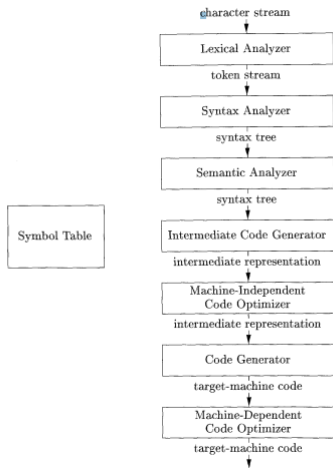 character stream
Lexical Analyzer
token stream
Syntax Analyzer
syntax tree
Semantic Analyzer
syntax tree
Symbol Table
Intermediate Code Generator
intermediate representation
Machine-Independent
Code Optimizer
intermediate representation
Code Generator
target-machine code
Machine-Dependent
Code Optimizer
target-machine code